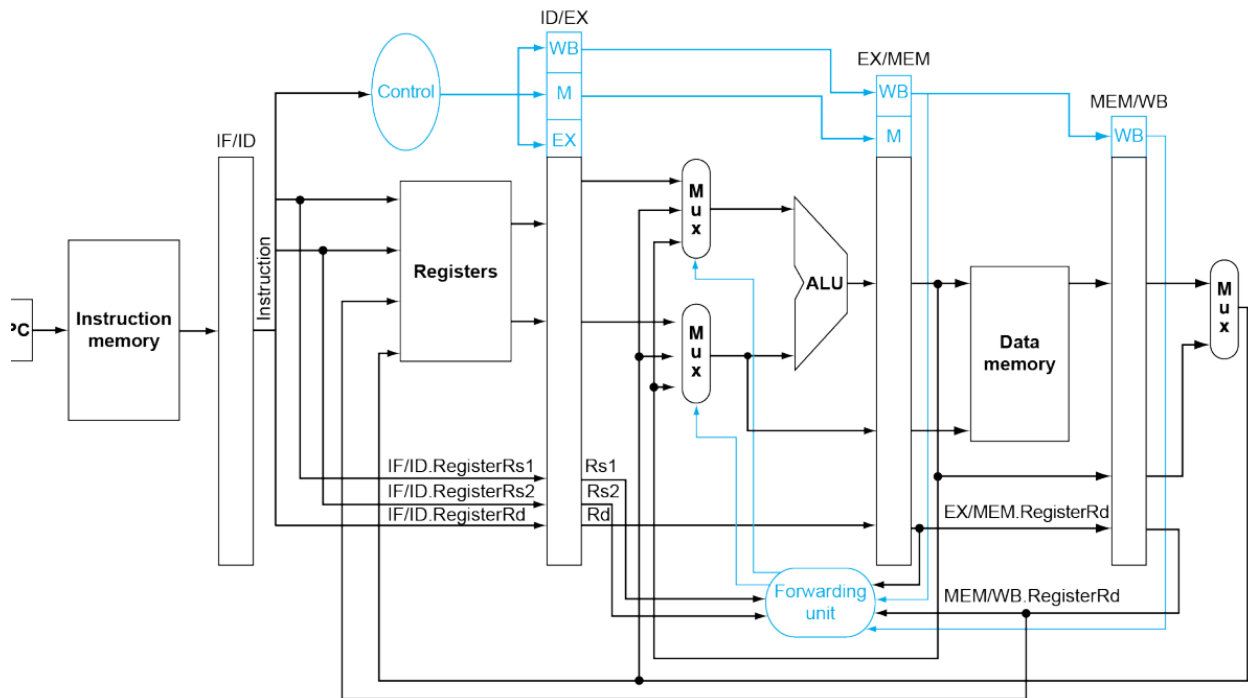 ID/EX
WB
EX/MEM
Control
M
WB
MEM/WB
IF/ID
EX
M
WB
Instruction
Registers
Mux
ALU
PC
Instruction
memory
Mux
Data
memory
Mux
IF/ID.RegisterRs1
Rs1
IF/ID.RegisterRs2
Rs2
IF/ID.RegisterRd
Rd
EX/MEM.RegisterRd
Forwarding
unit
MEM/WB.RegisterRd